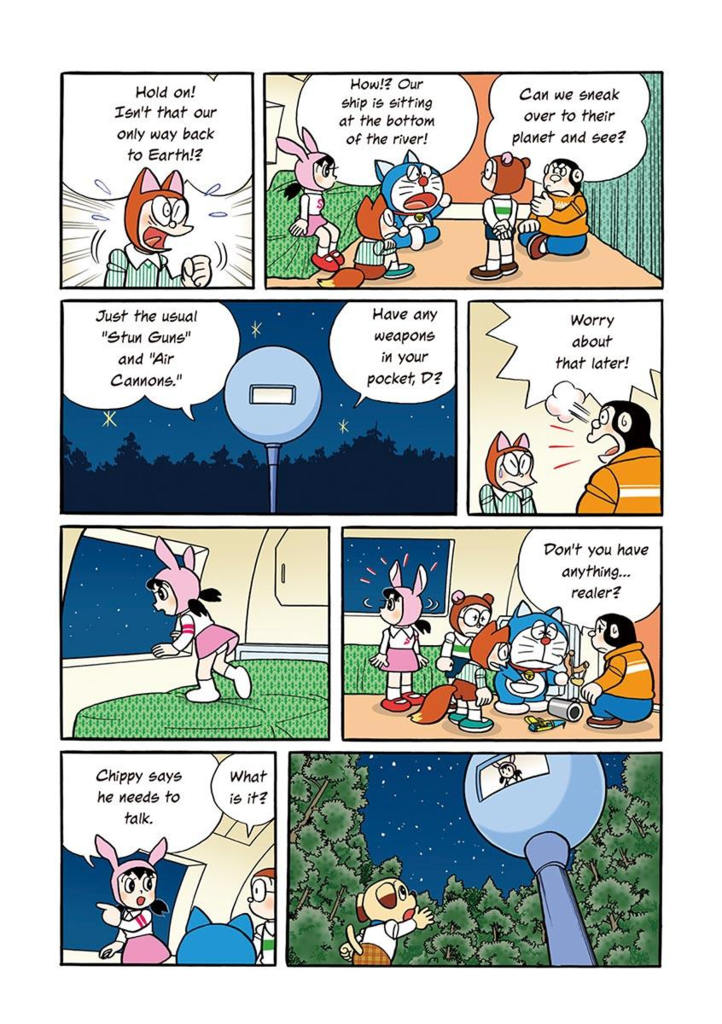 Can we sneak
over to their
planet and see?
How!? Our
ship is sitting
at the bottom
of the river!
Hold on!
Isn't that our
only way back
to Earth!?
Worry
about
that later!
Have any
weapons
in your
pocket, D?
Just the usual
"Stun Guns"
and "Air
Cannons."
Don't you have
anything...
realer?
What
is it?
Chippy says
he needs to
talk.